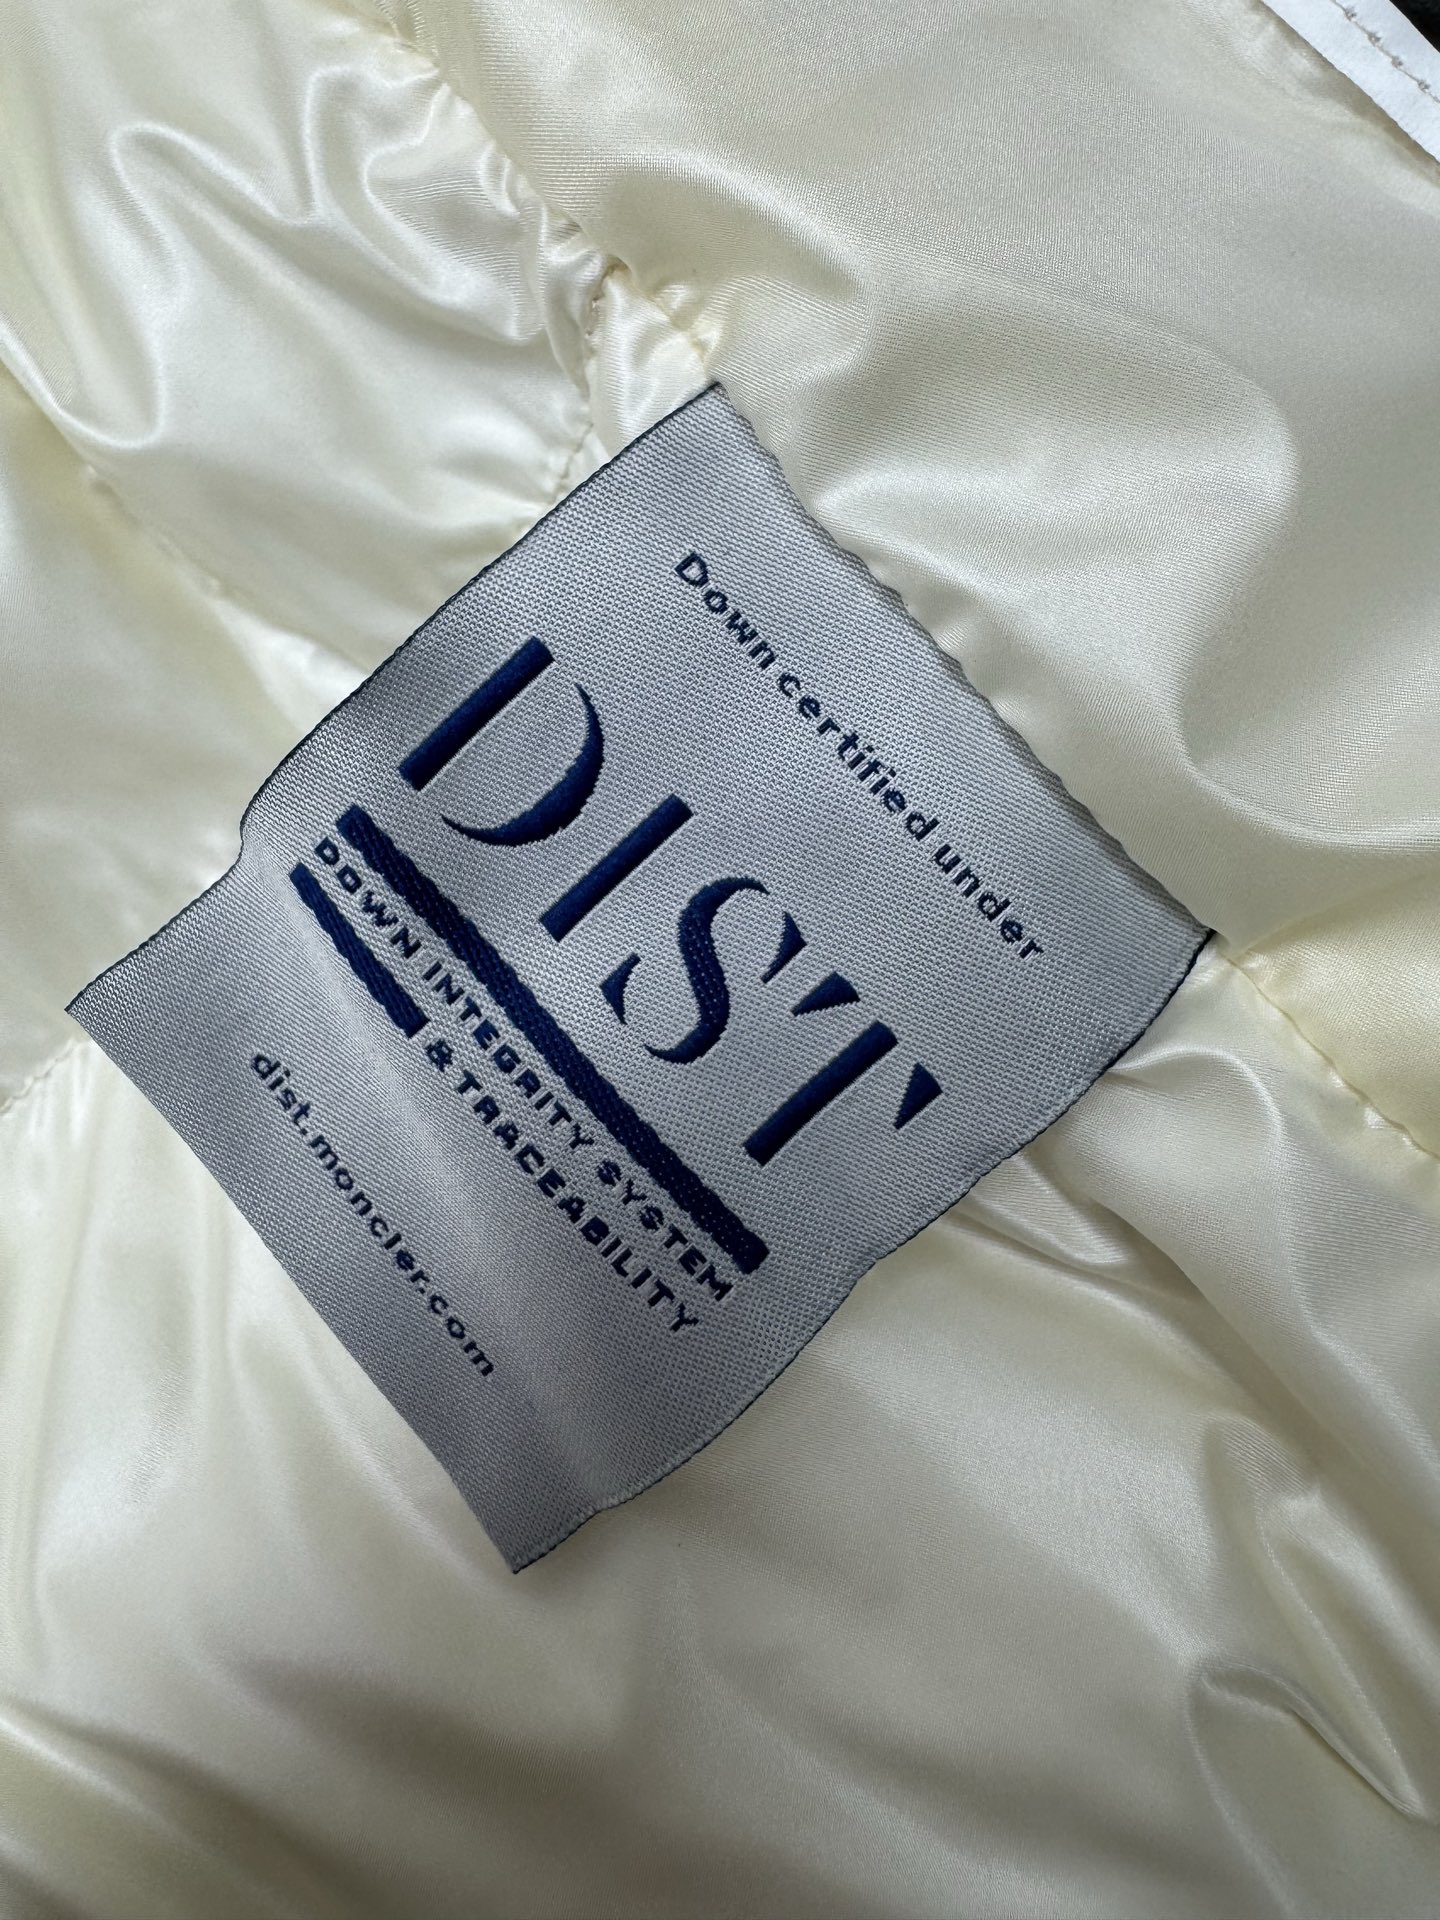 Down certified under
DIST
DOWN INTEGRITY SYSTEM
& TRACEABILITY
dist.moncler.com